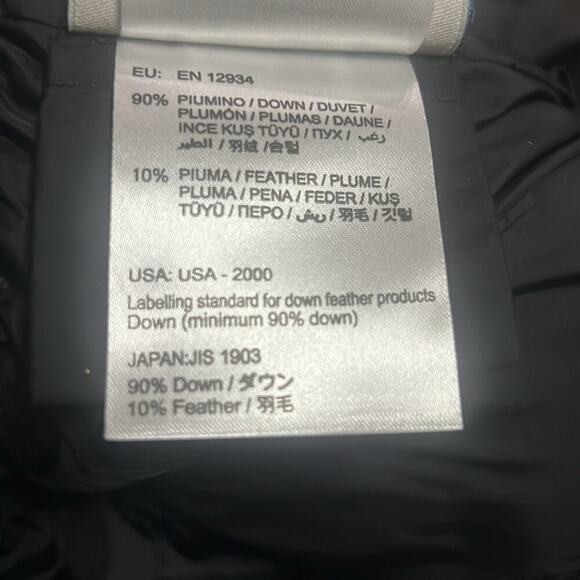 EU: EN 12934
90% PIUMINO / DOWN / DUVET /
PLUMÓN / PLUMAS / DAUNE /
INCE KUŞ TÜYÜ / ПУХ / زغب
الطير / 羽绒 / 솜털
10% PIUMA / FEATHER / PLUME /
PLUMA / PENA / FEDER / KUŞ
TÜYÜ / ПЕРО / ريش / 羽毛 / 깃털
USA: USA - 2000
Labelling standard for down feather products
Down (minimum 90% down)
JAPAN:JIS 1903
90% Down / ダウン
10% Feather / 羽毛